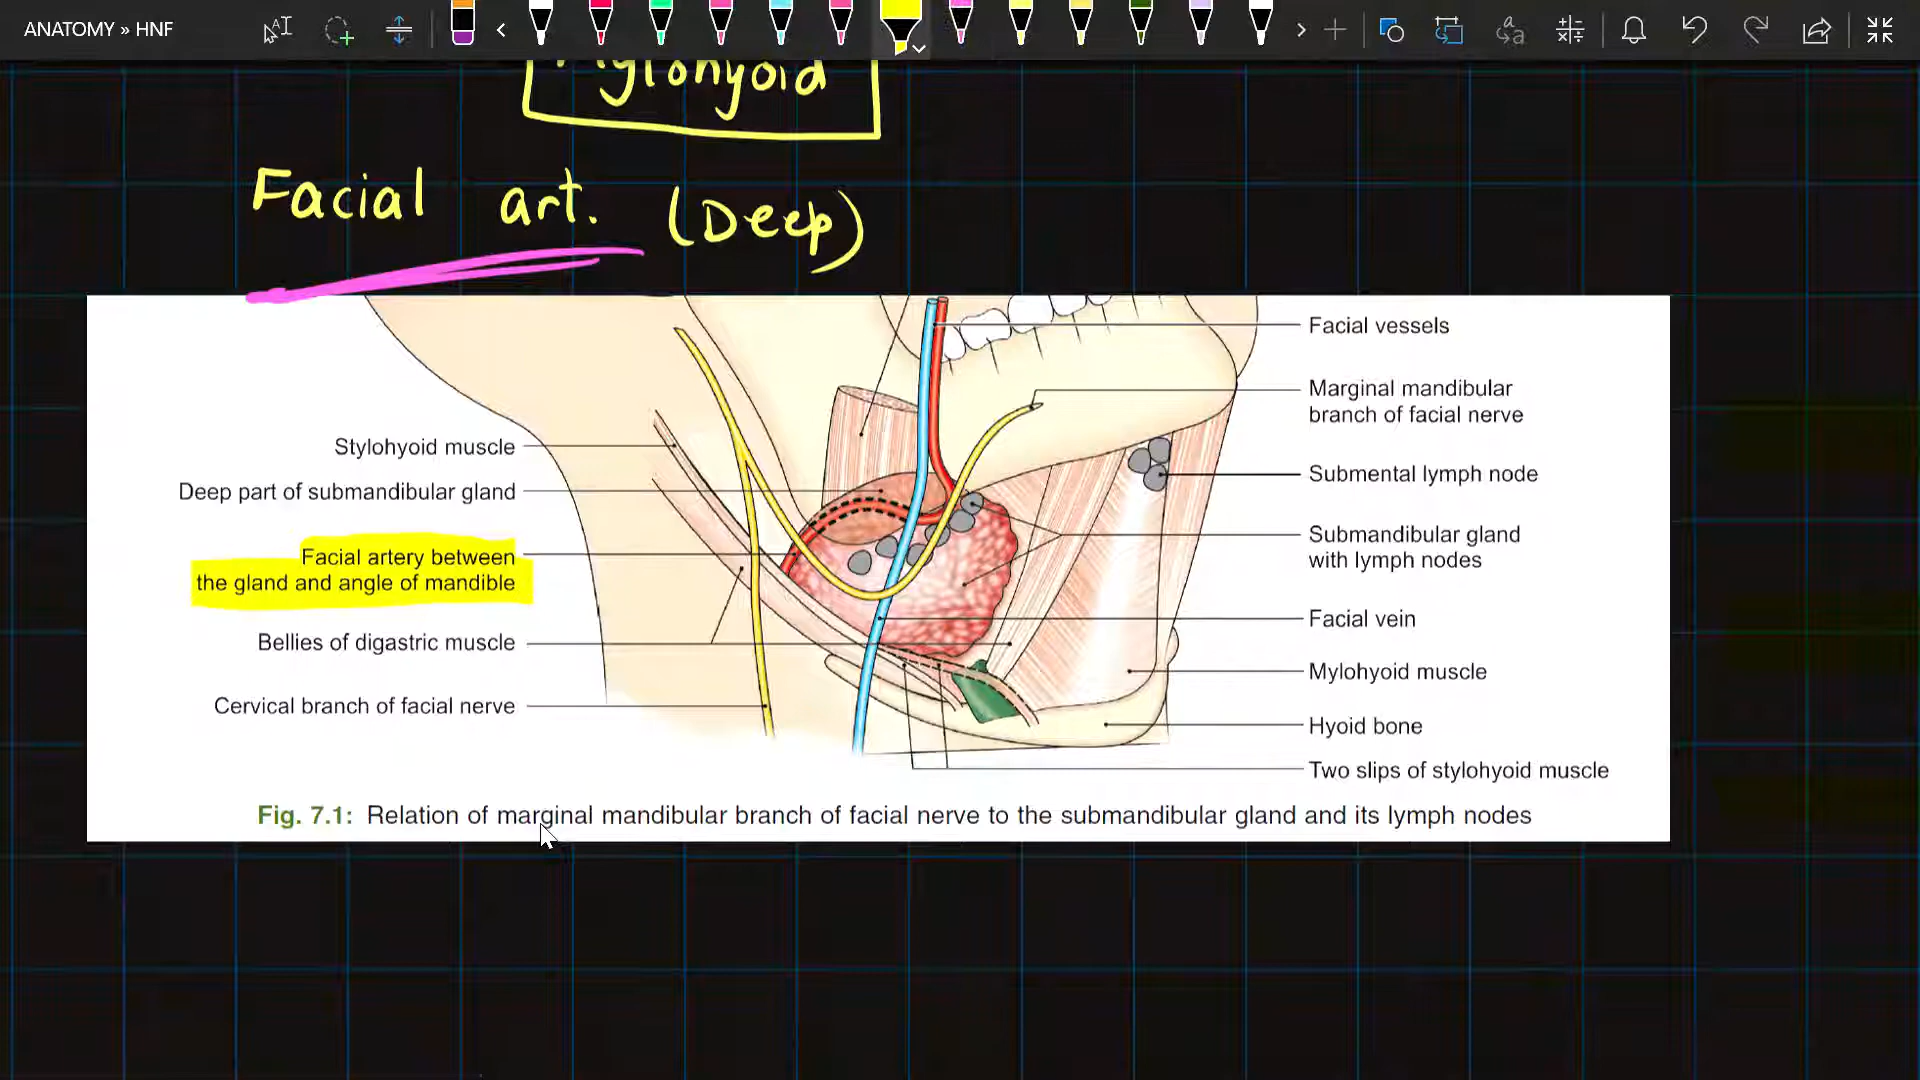 ANATOMY » HNF
Mylohyoid
Facial art. (Deep)
Facial vessels
Marginal mandibular
branch of facial nerve
Stylohyoid muscle
Submental lymph node
Deep part of submandibular gland
Submandibular gland
with lymph nodes
Facial artery between
the gland and angle of mandible
Facial vein
Bellies of digastric muscle
Mylohyoid muscle
Cervical branch of facial nerve
Hyoid bone
Two slips of stylohyoid muscle
Fig. 7.1: Relation of marginal mandibular branch of facial nerve to the submandibular gland and its lymph nodes